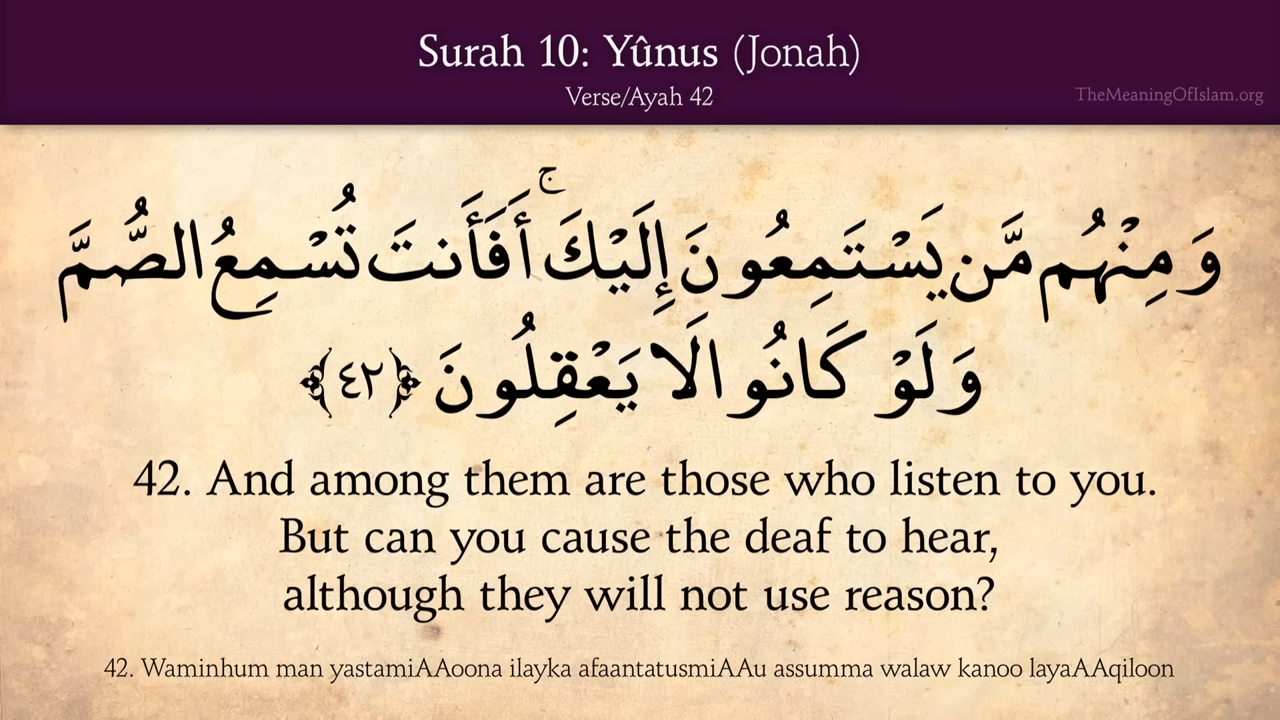 Surah 10: Yûnus (Jonah)
Verse/Ayah 42
TheMeaningOfIslam.org
وَمِنْهُم مَّن يَسْتَمِعُونَ إِلَيْكَ ۚ أَفَأَنتَ تُسْمِعُ الصُّمَّ
وَلَوْ كَانُوا لَا يَعْقِلُونَ ﴿٤٢﴾
42. And among them are those who listen to you.
But can you cause the deaf to hear,
although they will not use reason?
42. Waminhum man yastamiAAoona ilayka afaantatusmiAAu assumma walaw kanoo layaAAqiloon